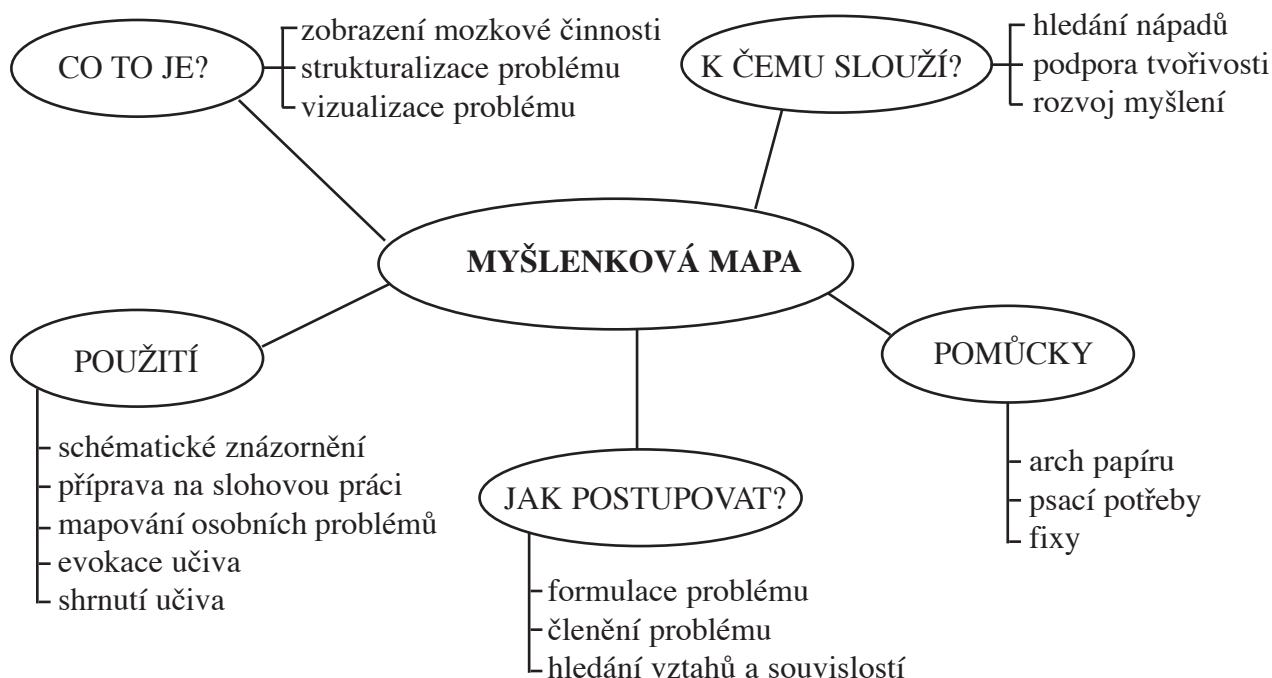 CO TO JE?
zobrazení mozkové činnosti
strukturalizace problému
vizualizace problému
K ČEMU SLOUŽÍ?
hledání nápadů
podpora tvořivosti
rozvoj myšlení
MYŠLENKOVÁ MAPA
POUŽITÍ
schématické znázornění
příprava na slohovou práci
mapování osobních problémů
evokace učiva
shrnutí učiva
JAK POSTUPOVAT?
formulace problému
členění problému
hledání vztahů a souvislostí
POMŮCKY
arch papíru
psací potřeby
fixy